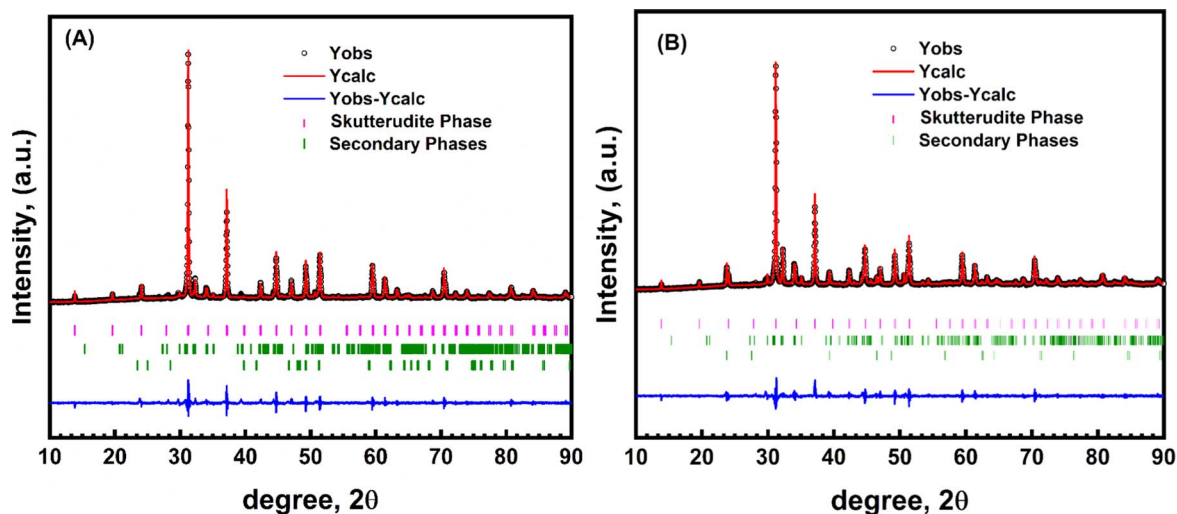 (A)
Yobs
Ycalc
Yobs-Ycalc
Skutterudite Phase
Secondary Phases
Intensity, (a.u.)
10 20 30 40 50 60 70 80 90
degree, 2θ
(B)
Yobs
Ycalc
Yobs-Ycalc
Skutterudite Phase
Secondary Phases
Intensity, (a.u.)
10 20 30 40 50 60 70 80 90
degree, 2θ